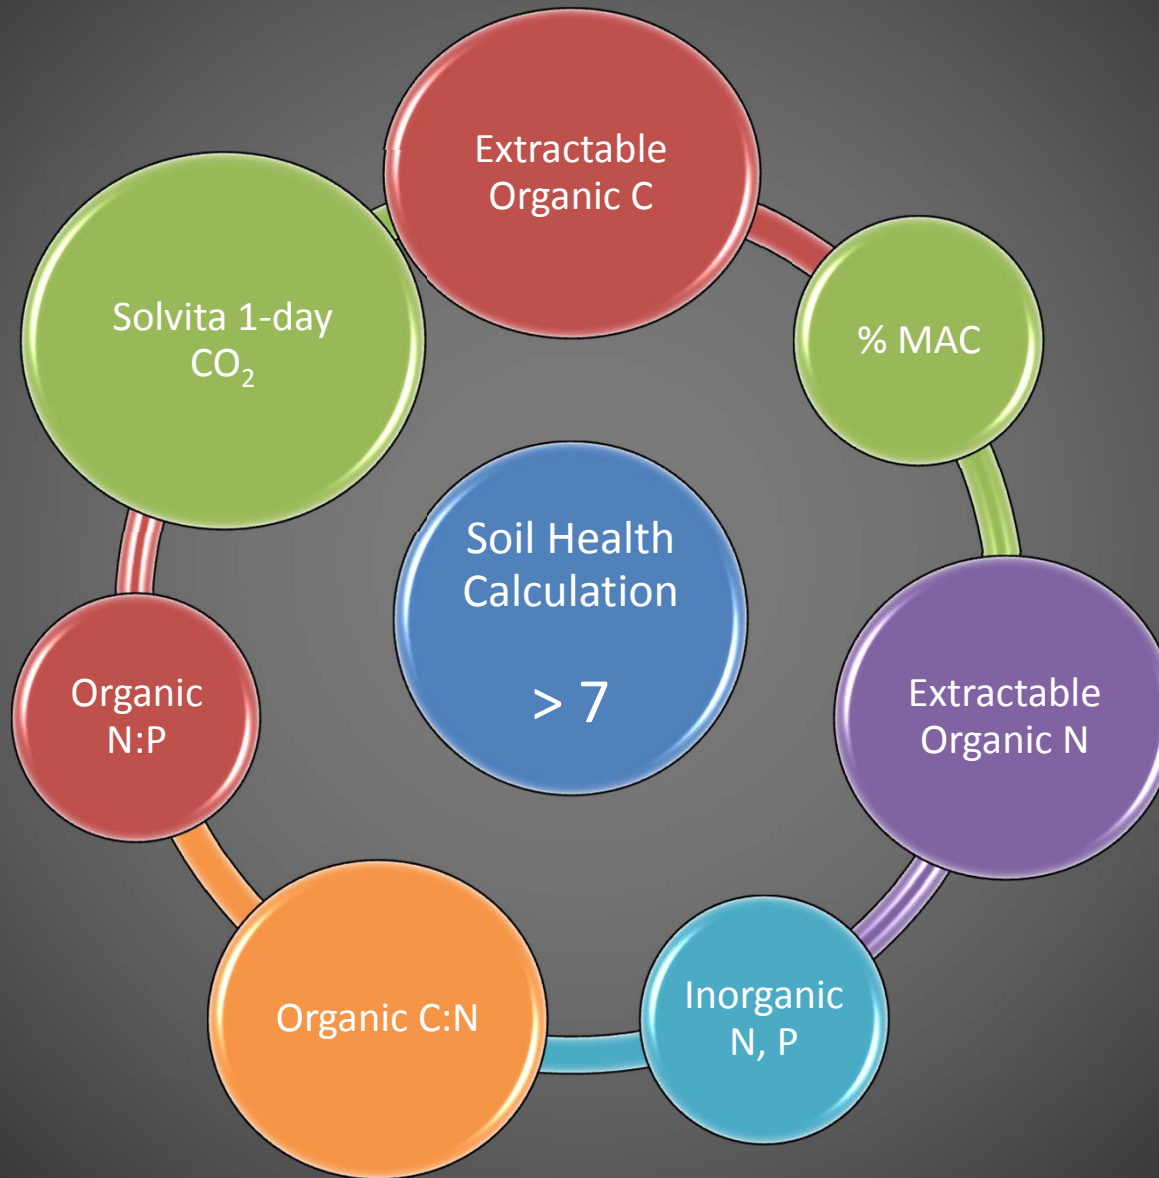 Extractable
Organic C
Solvita 1-day
CO₂
% MAC
Soil Health
Calculation
> 7
Organic
N:P
Extractable
Organic N
Organic C:N
Inorganic
N, P